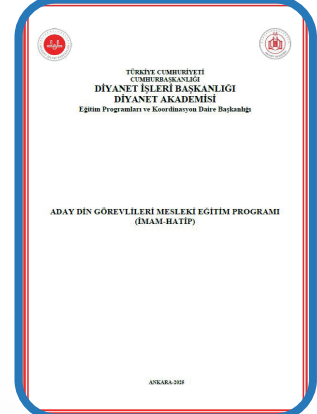 TÜRKİYE CUMHURİYETİ
CUMHURBAŞKANLIĞI
DİYANET İŞLERİ BAŞKANLIĞI
DİYANET AKADEMİSİ
Eğitim Programları ve Koordinasyon Daire Başkanlığı
ADAY DİN GÖREVLİLERİ MESLEKİ EĞİTİM PROGRAMI
(İMAM-HATİP)
ANKARA-2025